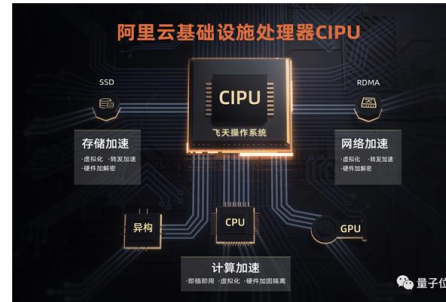 阿里云基础设施处理器CIPU
SSD
RDMA
CIPU
飞天操作系统
存储加速
·虚拟化 ·转发加速
·硬件加解密
网络加速
·虚拟化 ·转发加速
·硬件加解密
异构
CPU
GPU
计算加速
·即插即用 ·虚拟化 ·硬件加固隔离
量子位